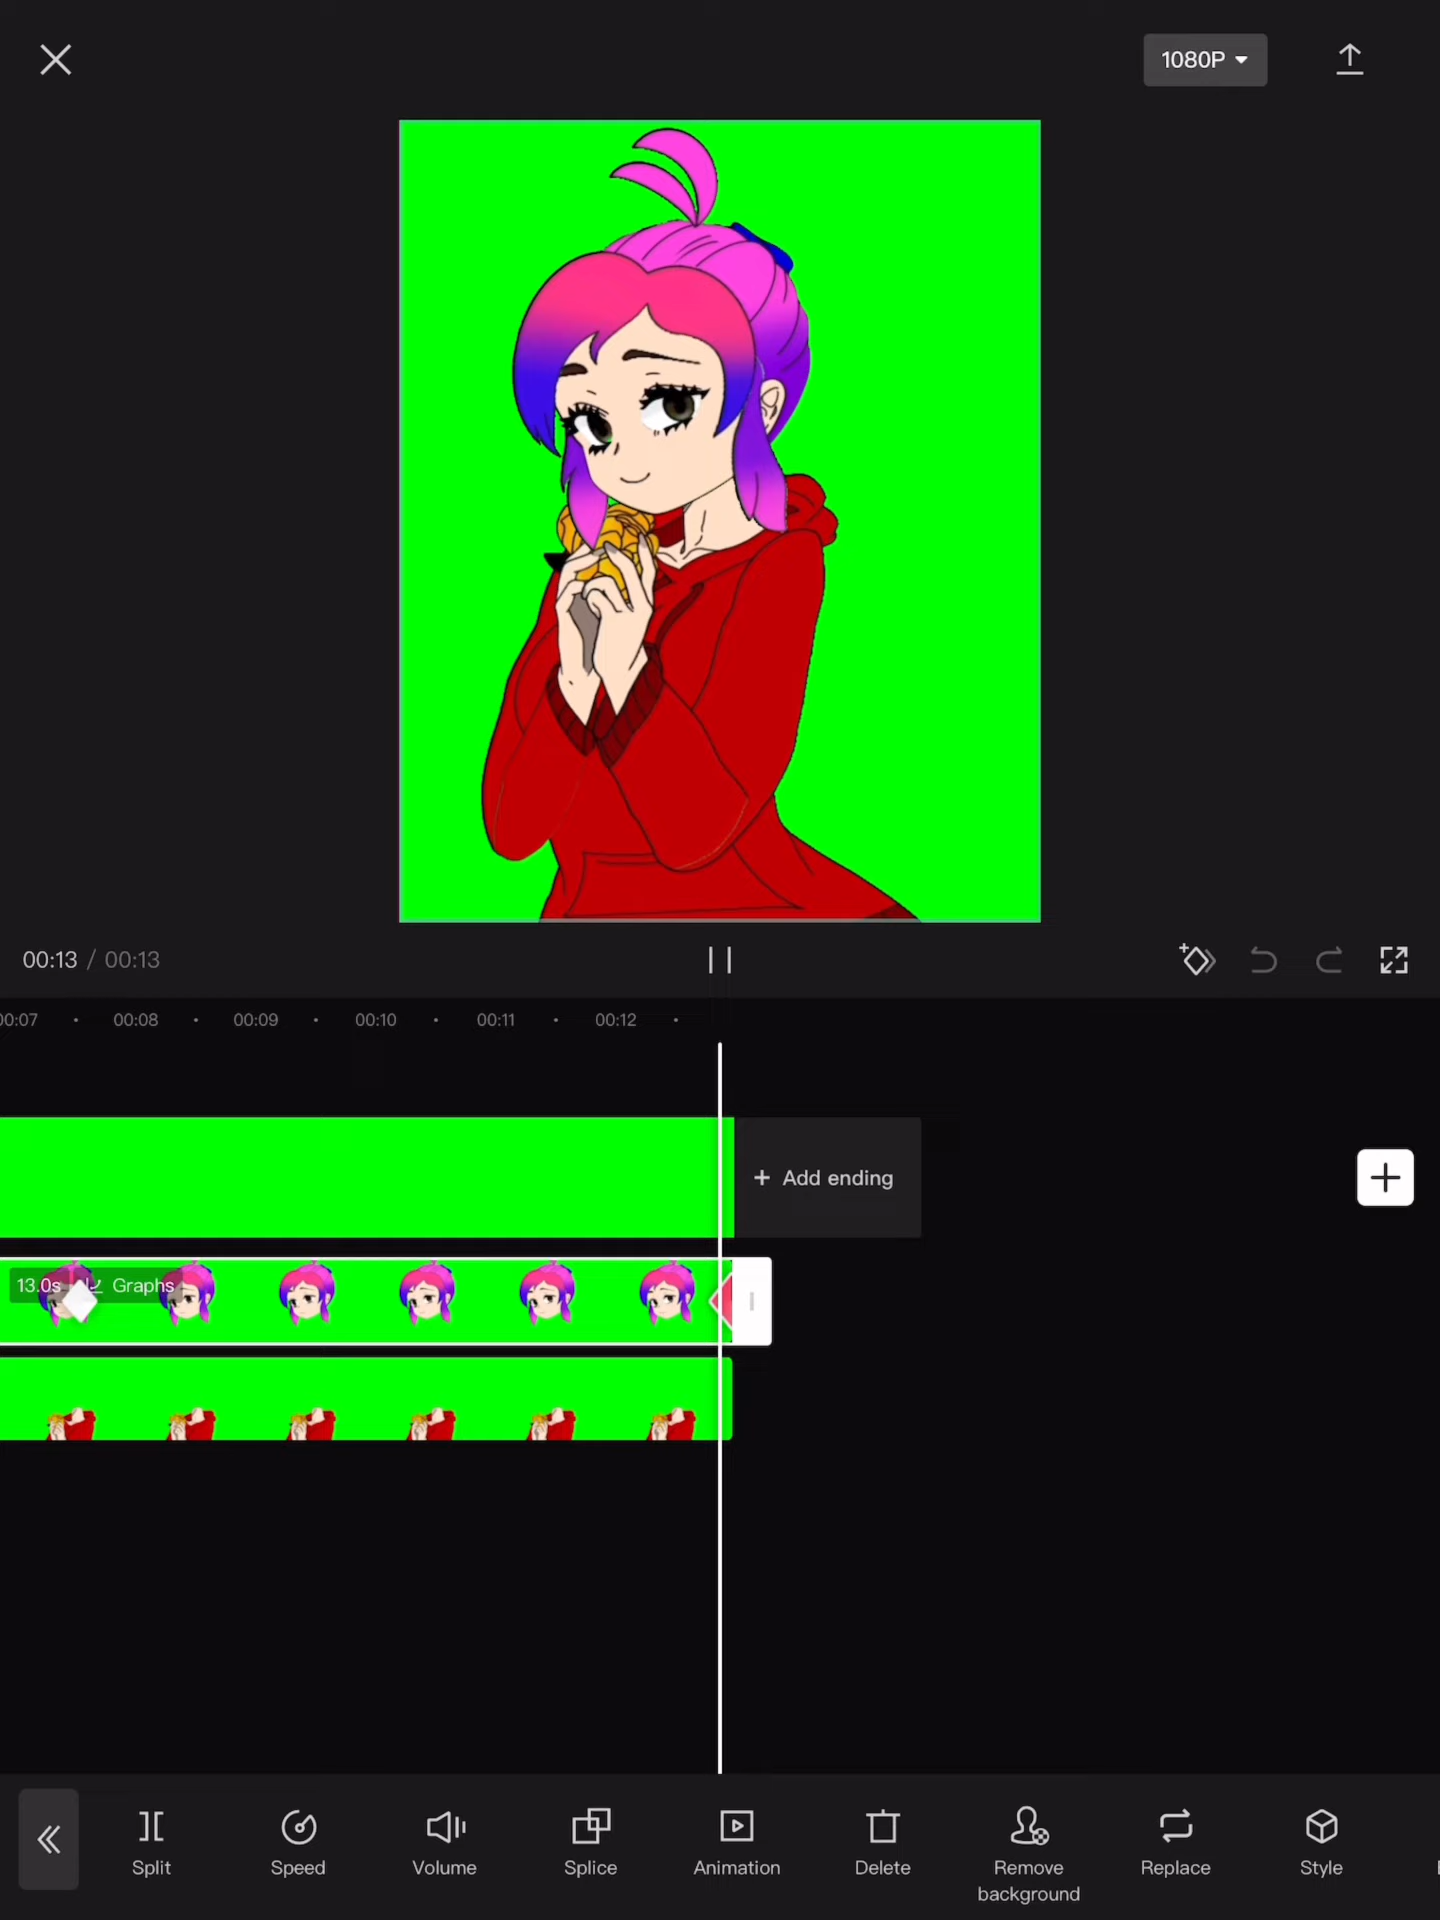 1080P
00:13 / 00:13
00:07 00:08 00:09 00:10 00:11 00:12
+ Add ending
13.0s Graphs
Split Speed Volume Splice Animation Delete Remove background Replace Style